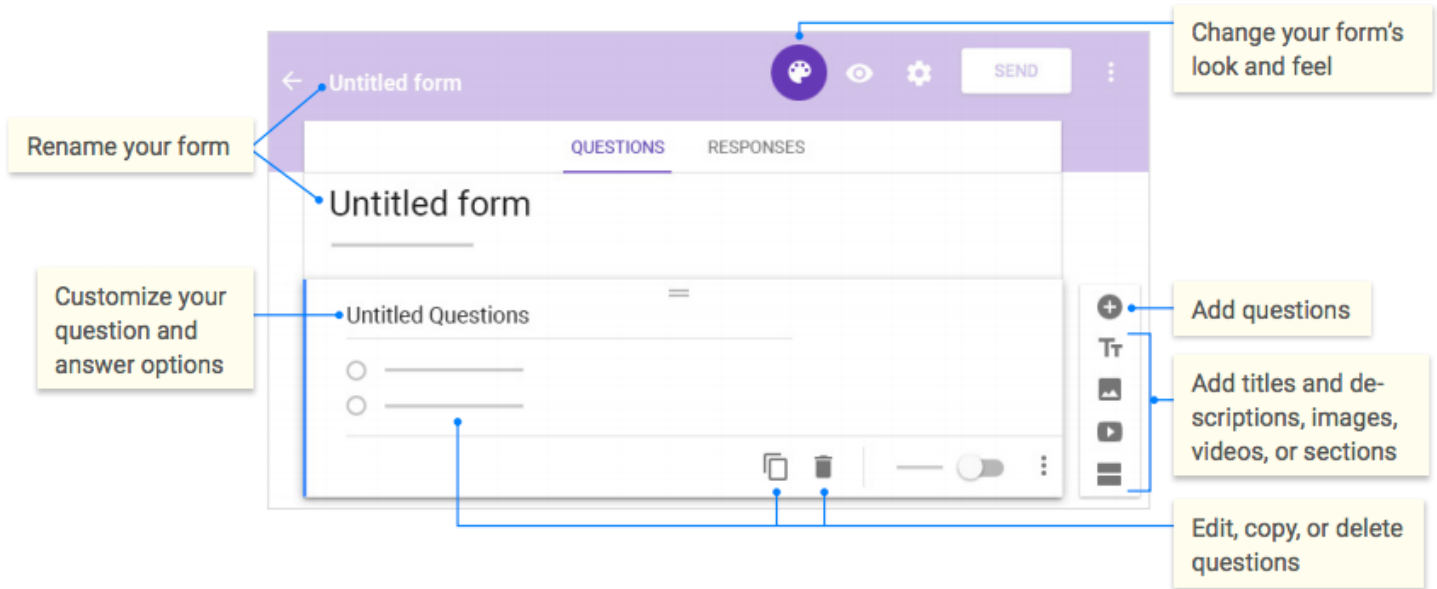 Change your form's
look and feel
Untitled form
SEND
Rename your form
QUESTIONS RESPONSES
Untitled form
Customize your
question and
answer options
Untitled Questions
Add questions
Tт
Add titles and de-
scriptions, images,
videos, or sections
Edit, copy, or delete
questions